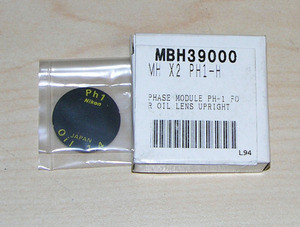 Ph1
Nikon
JAPAN
MBH39000
MH X2 PH1-H
PHASE MODULE PH-1 FO
R OIL LENS UPRIGHT
L94